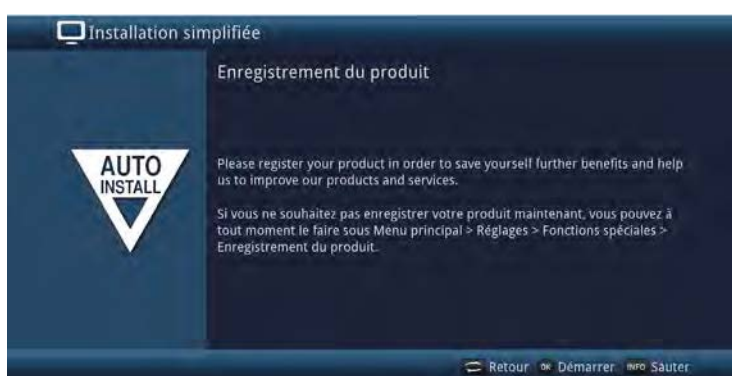 Installation simplifiée
Enregistrement du produit
AUTO
INSTALL
Please register your product in order to save yourself further benefits and help
us to improve our products and services.
Si vous ne souhaitez pas enregistrer votre produit maintenant, vous pouvez à
tout moment le faire sous Menu principal > Réglages > Fonctions spéciales >
Enregistrement du produit.
Retour OK Démarrer INFO Sauter